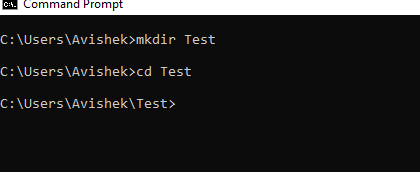 Command Prompt
C:\Users\Avishek>mkdir Test
C:\Users\Avishek>cd Test
C:\Users\Avishek\Test>